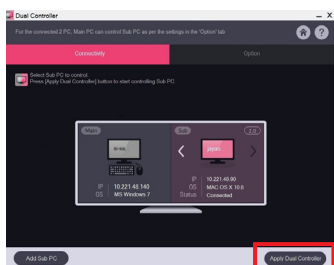 Dual Controller
For the connected 2 PC, Main PC can control Sub PC as per the settings in the 'Option' tab
Connectivity
Option
Select Sub PC to control.
Press [Apply Dual Controller] button to start controlling Sub PC.
Main
Sub
IP 10.221.48.140
OS MS Windows 7
IP 10.221.48.90
OS MAC OS X 10.8
Status Connected
Add Sub PC
Apply Dual Controller